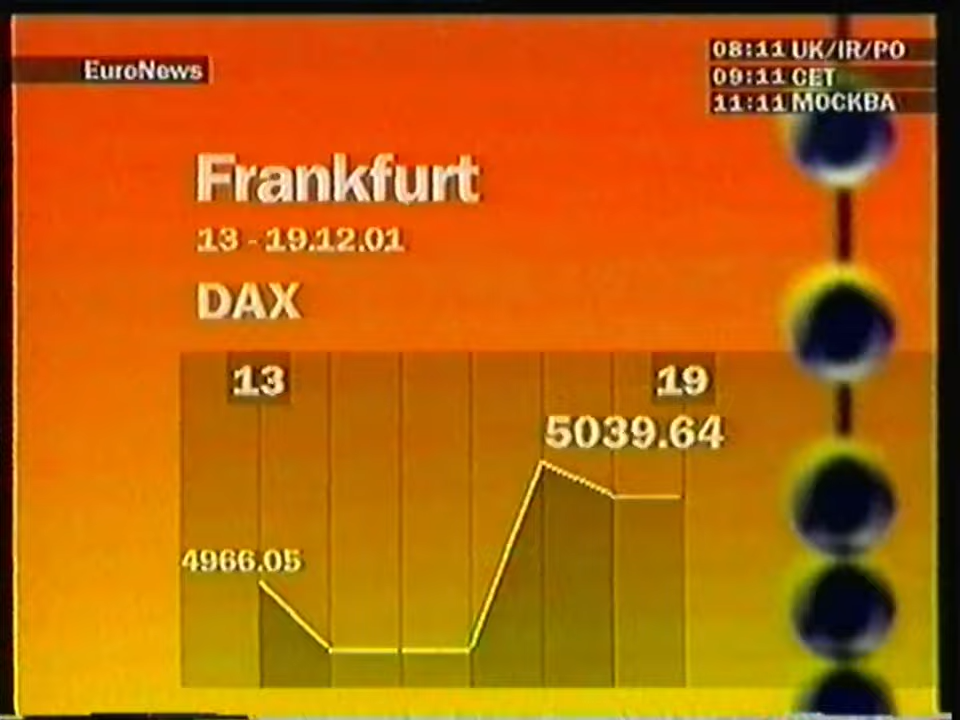 EuroNews
08:11 UK/IR/PO
09:11 CET
11:11 МОСКВА
Frankfurt
13 - 19.12.01
DAX
13
19
5039.64
4966.05